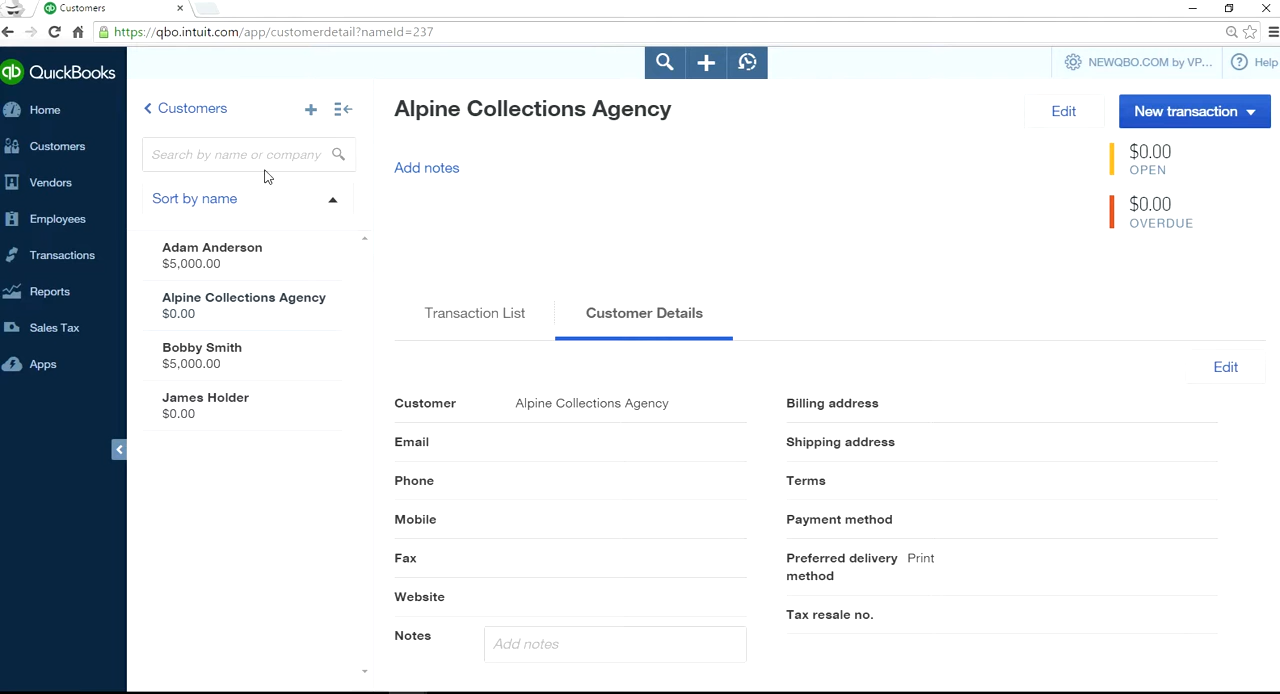 Customers
https://qbo.intuit.com/app/customerdetail?nameId=237
qb QuickBooks
NEWQBO.COM by VP...
Help
Home
Customers
Vendors
Employees
Transactions
Reports
Sales Tax
Apps
Customers
Search by name or company
Sort by name
Adam Anderson
$5,000.00
Alpine Collections Agency
$0.00
Bobby Smith
$5,000.00
James Holder
$0.00
Alpine Collections Agency
Edit
New transaction
Add notes
$0.00
OPEN
$0.00
OVERDUE
Transaction List
Customer Details
Edit
Customer Alpine Collections Agency
Email
Phone
Mobile
Fax
Website
Notes Add notes
Billing address
Shipping address
Terms
Payment method
Preferred delivery Print
method
Tax resale no.